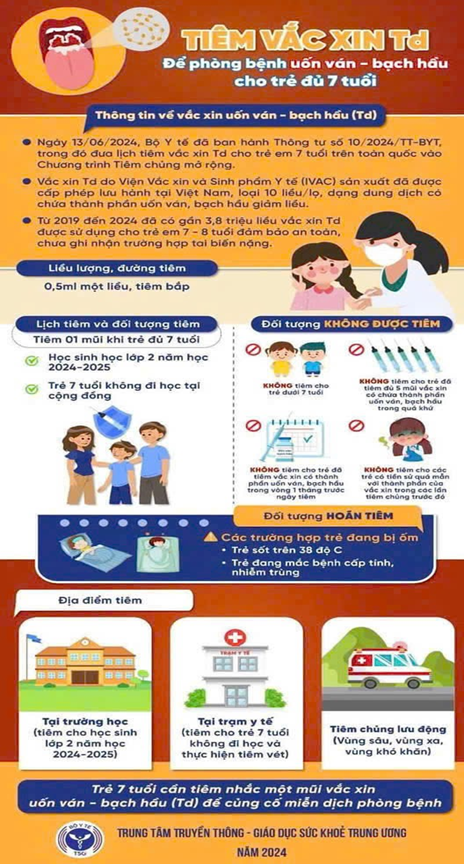 TIÊM VẮC XIN Td
Để phòng bệnh uốn ván - bạch hầu
cho trẻ đủ 7 tuổi
Thông tin về vắc xin uốn ván - bạch hầu (Td)
Ngày 13/06/2024, Bộ Y tế đã ban hành Thông tư số 10/2024/TT-BYT,
trong đó đưa lịch tiêm vắc xin Td cho trẻ em 7 tuổi trên toàn quốc vào
Chương trình Tiêm chủng mở rộng.
Vắc xin Td do Viện Vắc xin và Sinh phẩm Y tế (IVAC) sản xuất đã được
cấp phép lưu hành tại Việt Nam, loại 10 liều/lọ, dạng dung dịch có
chứa thành phần uốn ván, bạch hầu giảm liều.
Từ 2019 đến 2024 đã có gần 3,8 triệu liều vắc xin Td
được sử dụng cho trẻ em 7 - 8 tuổi đảm bảo an toàn,
chưa ghi nhận trường hợp tai biến nặng.
Liều lượng, đường tiêm
0,5ml một liều, tiêm bắp
Lịch tiêm và đối tượng tiêm
Tiêm 01 mũi khi trẻ đủ 7 tuổi
Học sinh học lớp 2 năm học
2024-2025
Trẻ 7 tuổi không đi học tại
cộng đồng
Đối tượng KHÔNG ĐƯỢC TIÊM
KHÔNG tiêm cho
trẻ dưới 7 tuổi
KHÔNG tiêm cho trẻ đã
tiêm đủ 5 mũi vắc xin
có chứa thành phần
uốn ván, bạch hầu
trong quá khứ
KHÔNG tiêm cho trẻ đã
tiêm vắc xin có thành
phần uốn ván, bạch hầu
trong vòng 1 tháng trước
ngày tiêm
KHÔNG tiêm cho các
trẻ có tiền sử quá mẫn
với thành phần của
vắc xin trong các lần
tiêm chủng trước đó
Đối tượng HOÃN TIÊM
Các trường hợp trẻ đang bị ốm
Trẻ sốt trên 38 độ C
Trẻ đang mắc bệnh cấp tính,
nhiễm trùng
Địa điểm tiêm
TRẠM Y TẾ
Tại trường học
(tiêm cho học sinh
lớp 2 năm học
2024-2025)
Tại trạm y tế
(tiêm cho trẻ 7 tuổi
không đi học và
thực hiện tiêm vét)
Tiêm chủng lưu động
(Vùng sâu, vùng xa,
vùng khó khăn)
Trẻ 7 tuổi cần tiêm nhắc một mũi vắc xin
uốn ván - bạch hầu (Td) để củng cố miễn dịch phòng bệnh
BỘ Y TẾ
TRUNG TÂM TRUYỀN THÔNG - GIÁO DỤC SỨC KHOẺ TRUNG ƯƠNG
NĂM 2024